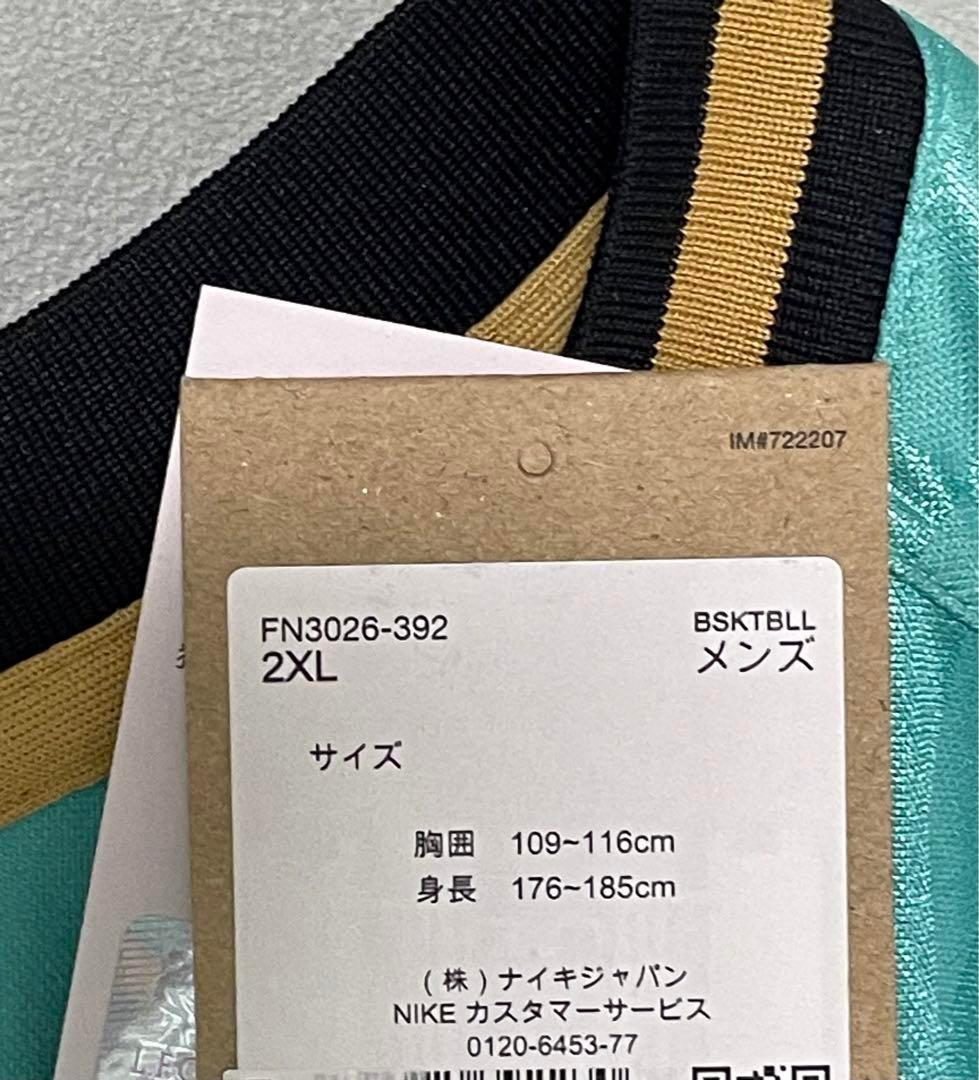 IM#722207
FN3026-392
BSKTBLL
2XL
メンズ
サイズ
胸囲 109~116cm
身長 176~185cm
(株)ナイキジャパン
NIKE カスタマーサービス
0120-6453-77